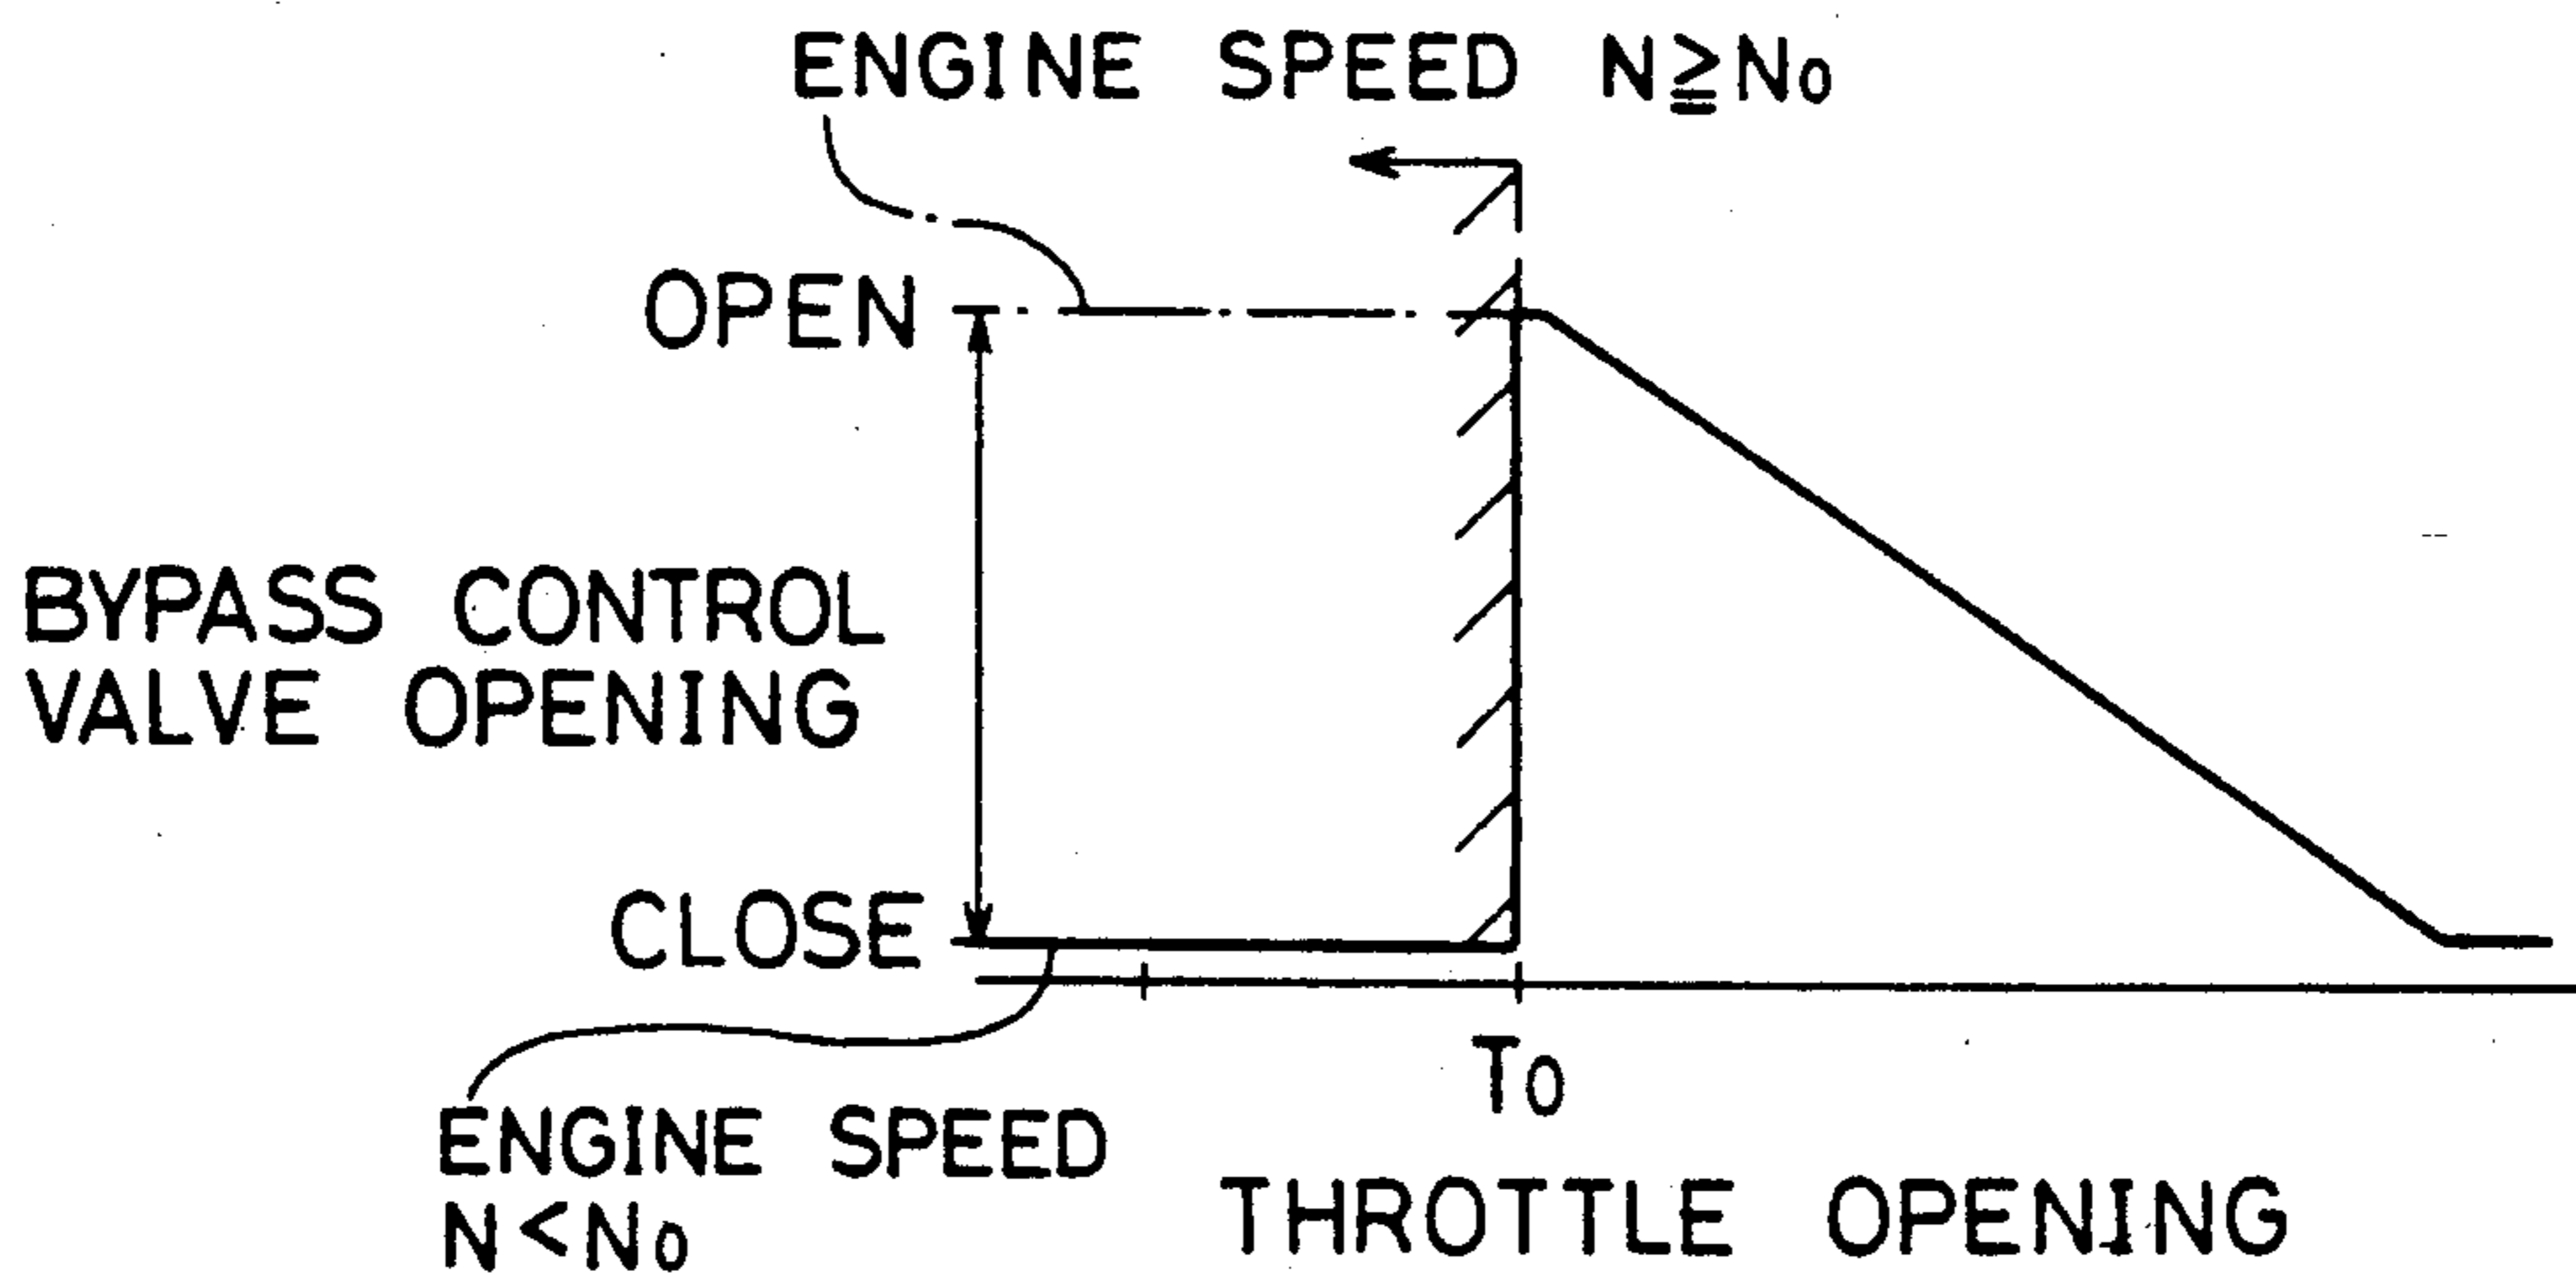 ENGINE SPEED N≧N₀
OPEN
BYPASS CONTROL
VALVE OPENING
CLOSE
T₀
ENGINE SPEED
N<N₀
THROTTLE OPENING